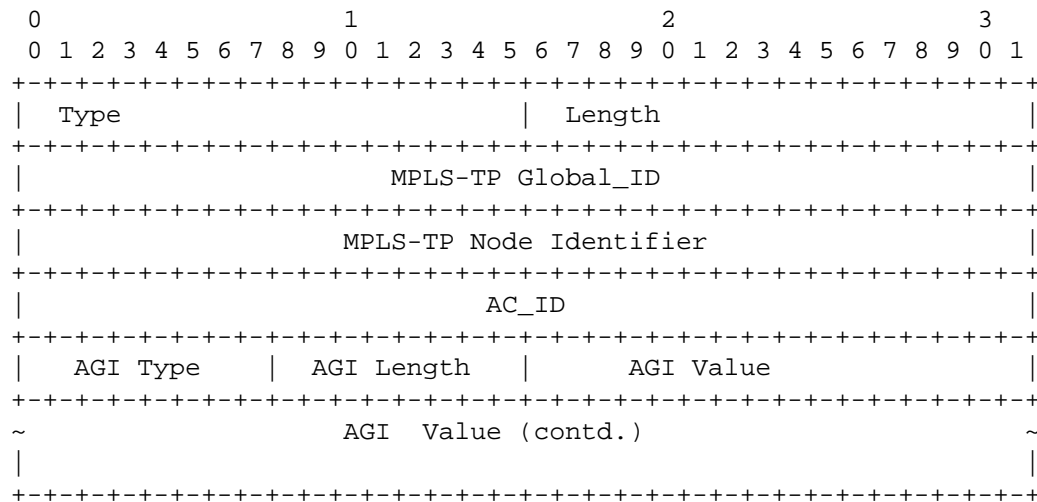 0                   1                   2                   3
 0 1 2 3 4 5 6 7 8 9 0 1 2 3 4 5 6 7 8 9 0 1 2 3 4 5 6 7 8 9 0 1
+-+-+-+-+-+-+-+-+-+-+-+-+-+-+-+-+-+-+-+-+-+-+-+-+-+-+-+-+-+-+-+-+
|  Type                         |  Length                       |
+-+-+-+-+-+-+-+-+-+-+-+-+-+-+-+-+-+-+-+-+-+-+-+-+-+-+-+-+-+-+-+-+
|                       MPLS-TP Global_ID                       |
+-+-+-+-+-+-+-+-+-+-+-+-+-+-+-+-+-+-+-+-+-+-+-+-+-+-+-+-+-+-+-+-+
|                    MPLS-TP Node Identifier                    |
+-+-+-+-+-+-+-+-+-+-+-+-+-+-+-+-+-+-+-+-+-+-+-+-+-+-+-+-+-+-+-+-+
|                             AC_ID                             |
+-+-+-+-+-+-+-+-+-+-+-+-+-+-+-+-+-+-+-+-+-+-+-+-+-+-+-+-+-+-+-+-+
|   AGI Type    |  AGI Length   |      AGI Value                |
+-+-+-+-+-+-+-+-+-+-+-+-+-+-+-+-+-+-+-+-+-+-+-+-+-+-+-+-+-+-+-+-+
~                    AGI  Value (contd.)                        ~
|                                                               |
+-+-+-+-+-+-+-+-+-+-+-+-+-+-+-+-+-+-+-+-+-+-+-+-+-+-+-+-+-+-+-+-+